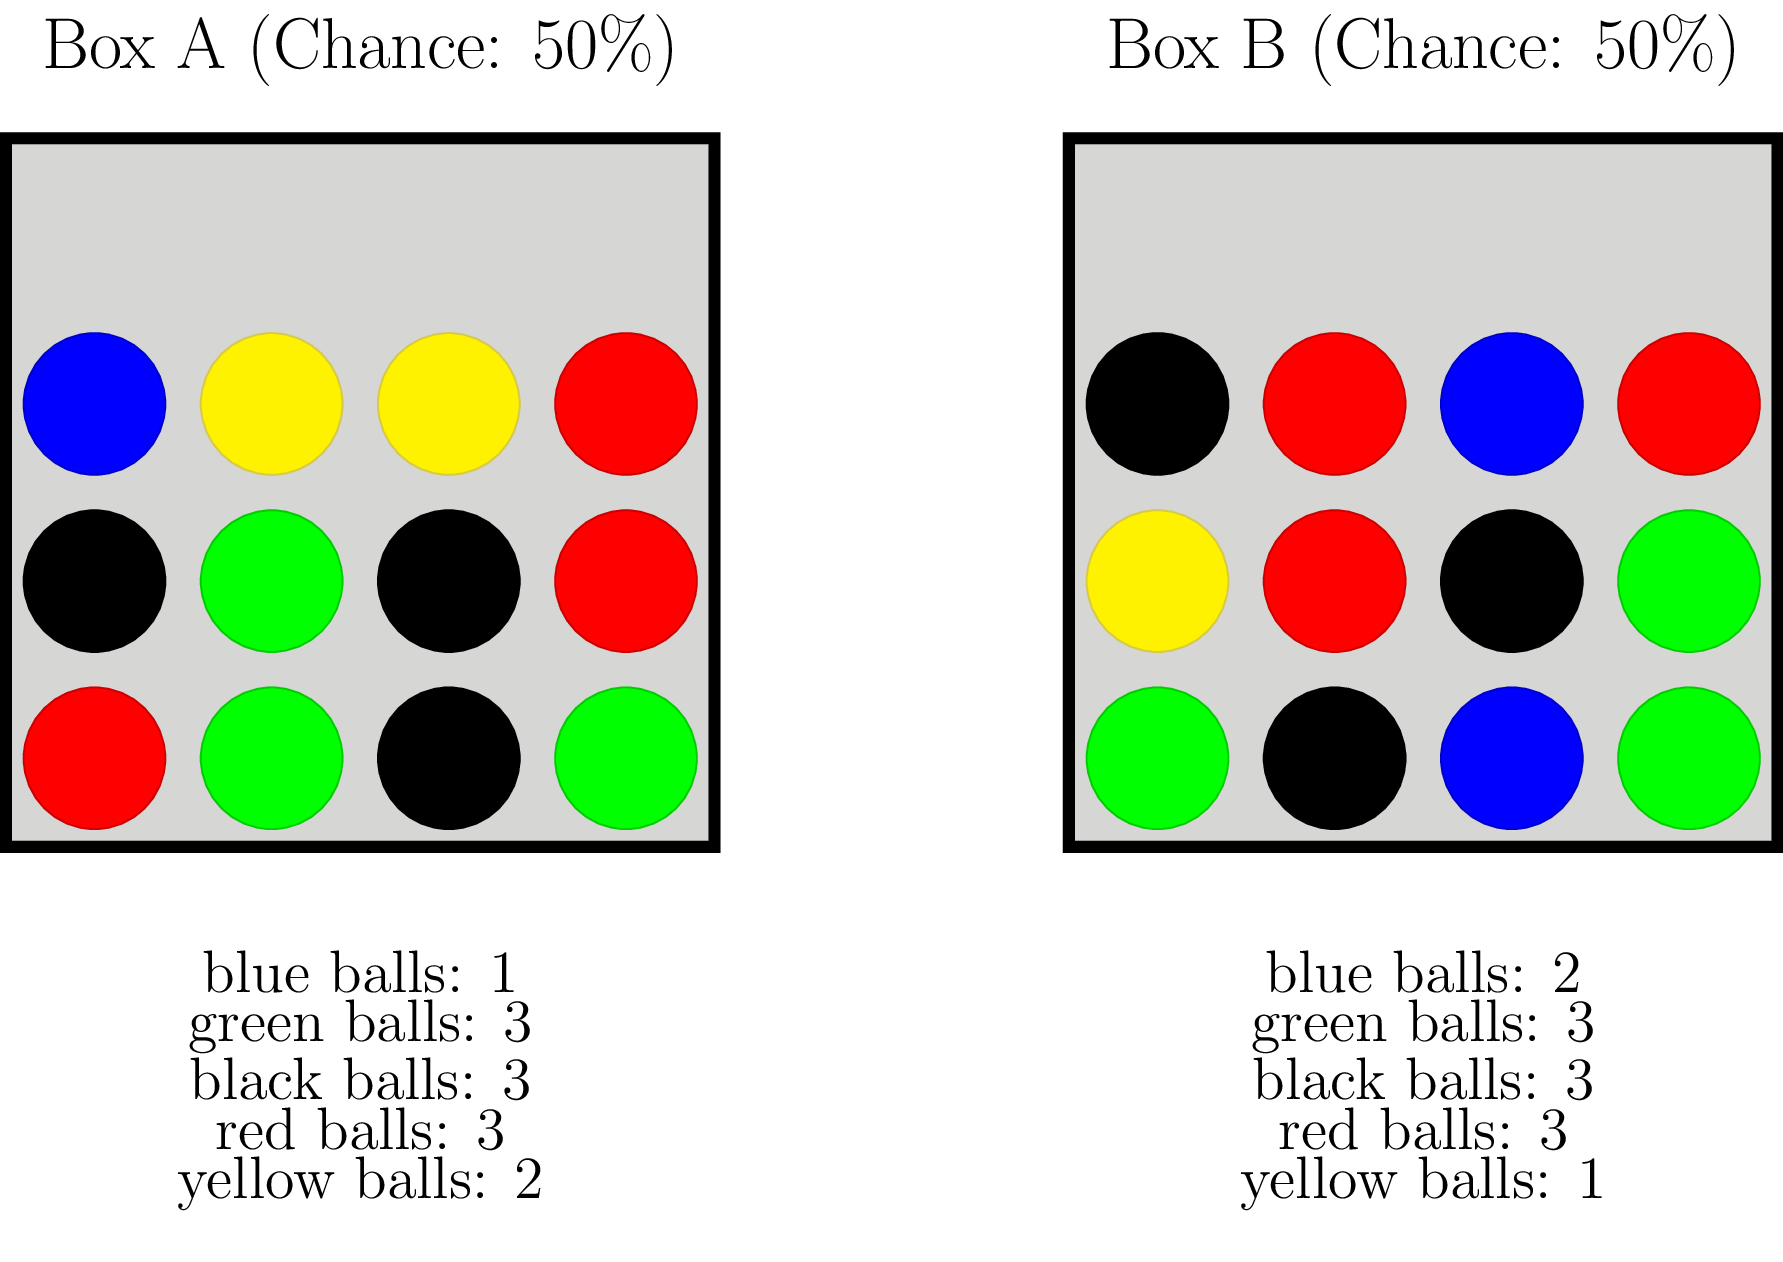 Box A (Chance: 50%)
Box B (Chance: 50%)
blue balls: 1
green balls: 3
black balls: 3
red balls: 3
yellow balls: 2
blue balls: 2
green balls: 3
black balls: 3
red balls: 3
yellow balls: 1